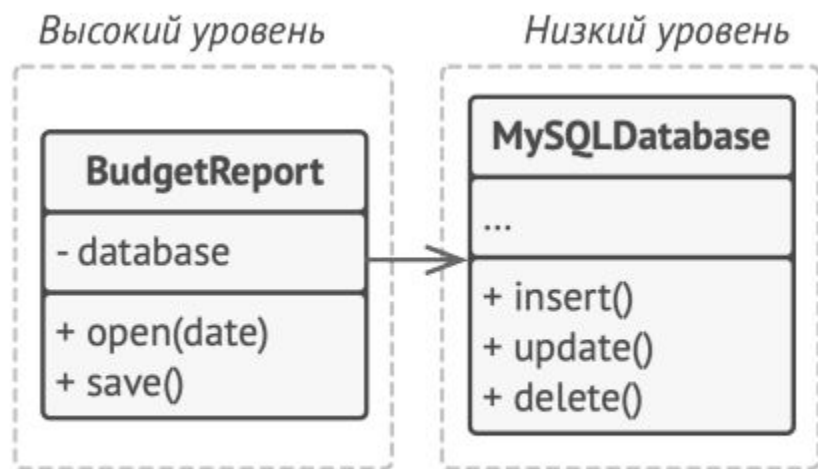 Высокий уровень
Низкий уровень
BudgetReport
- database
+ open(date)
+ save()
MySQLDatabase
...
+ insert()
+ update()
+ delete()